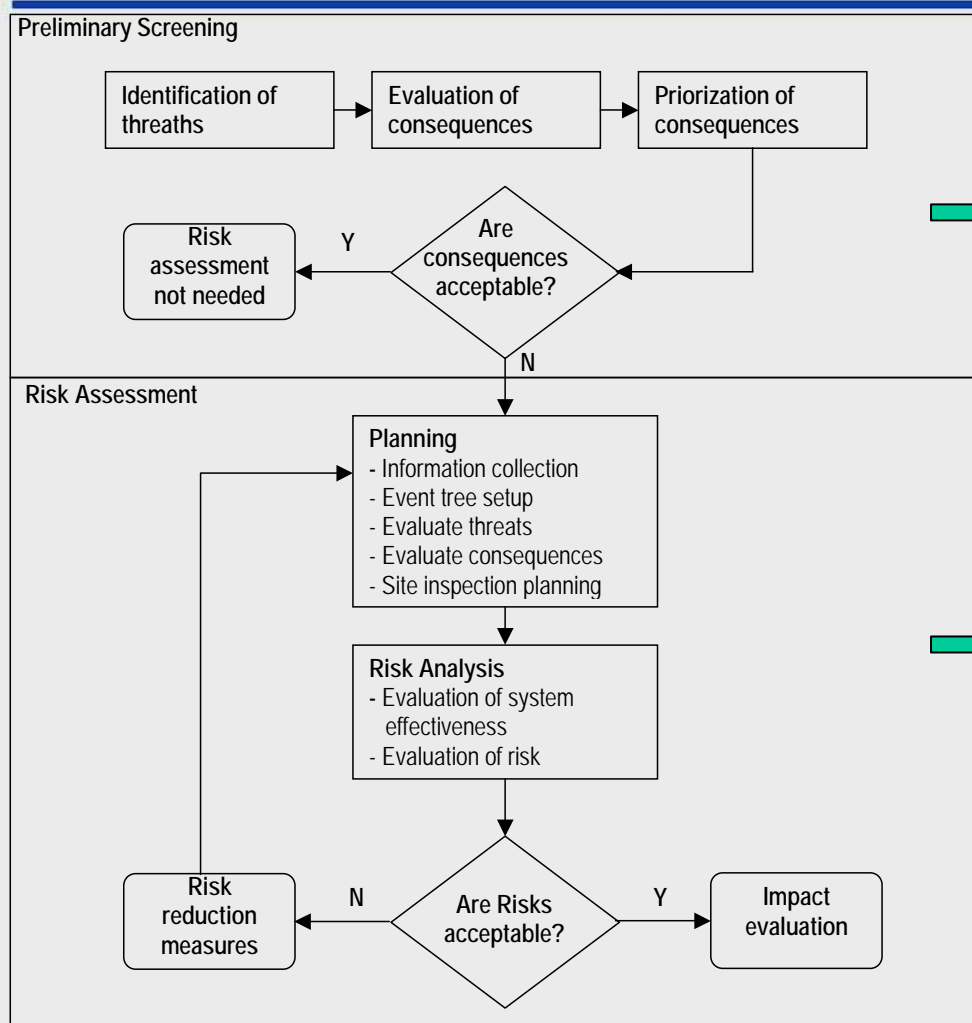 Preliminary Screening
Identification of
threaths
Evaluation of
consequences
Priorization of
consequences
Are
consequences
acceptable?
Y
Risk
assessment
not needed
N
Risk Assessment
Planning
- Information collection
- Event tree setup
- Evaluate threats
- Evaluate consequences
- Site inspection planning
Risk Analysis
- Evaluation of system
effectiveness
- Evaluation of risk
Are Risks
acceptable?
N
Risk
reduction
measures
Y
Impact
evaluation